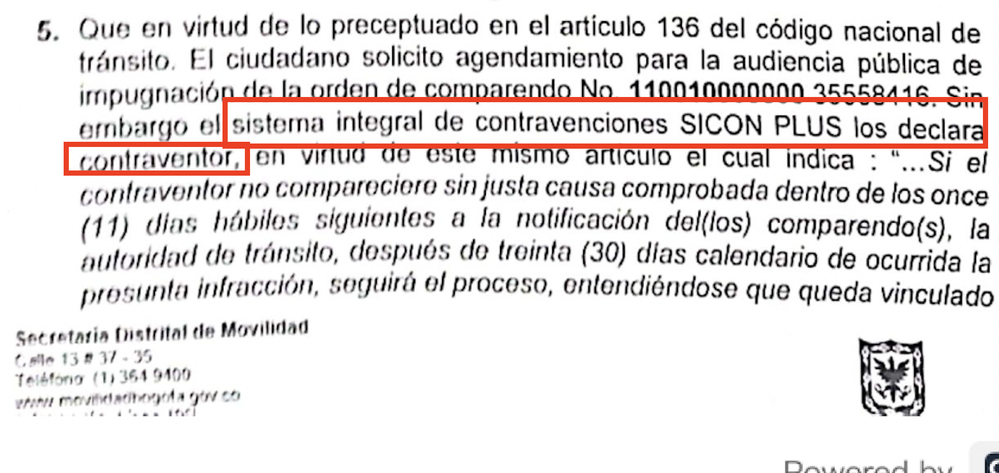 5. Que en virtud de lo preceptuado en el artículo 136 del código nacional de
tránsito. El ciudadano solicito agendamiento para la audiencia pública de
impugnación de la orden de comparendo No. 110010000000 35558416. Sin
embargo el sistema integral de contravenciones SICON PLUS los declara
contraventor, en virtud de este mismo artículo el cual indica : “...Si el
contraventor no compareciere sin justa causa comprobada dentro de los once
(11) días hábiles siguientes a la notificación del(los) comparendo(s), la
autoridad de tránsito, después de treinta (30) días calendario de ocurrida la
presunta infracción, seguirá el proceso, entendiéndose que queda vinculado
Secretaria Distrital de Movilidad
Calle 13 # 37 - 35
Teléfono (1) 364 9400
www movilidadbogota gov co
Powered by